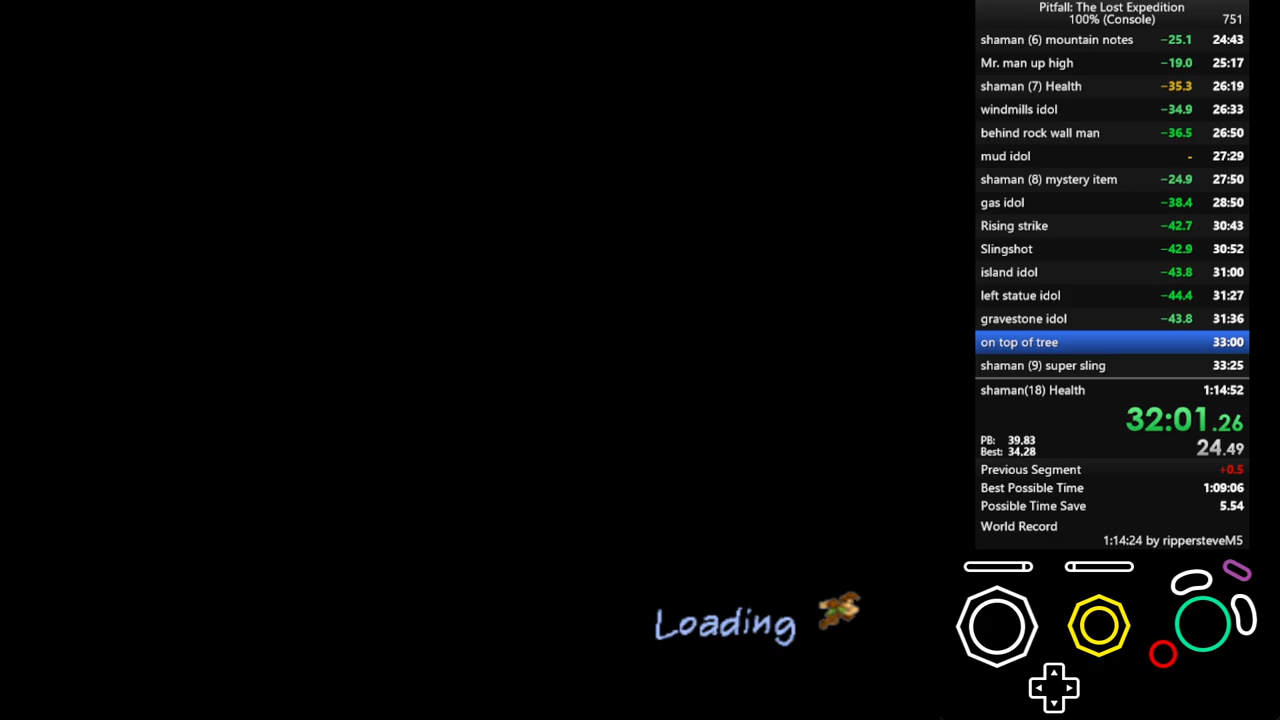 Pitfall: The Lost Expedition
100% (Console) 751
shaman (6) mountain notes −25.1 24:43
Mr. man up high −19.0 25:17
shaman (7) Health −35.3 26:19
windmills idol −34.9 26:33
behind rock wall man −36.5 26:50
mud idol - 27:29
shaman (8) mystery item −24.9 27:50
gas idol −38.4 28:50
Rising strike −42.7 30:43
Slingshot −42.9 30:52
island idol −43.8 31:00
left statue idol −44.4 31:27
gravestone idol −43.8 31:36
on top of tree 33:00
shaman (9) super sling 33:25
shaman(18) Health 1:14:52
32:01.26
PB: 39.83
Best: 34.28 24.49
Previous Segment +0.5
Best Possible Time 1:09:06
Possible Time Save 5.54
World Record
1:14:24 by rippersteveM5
Loading